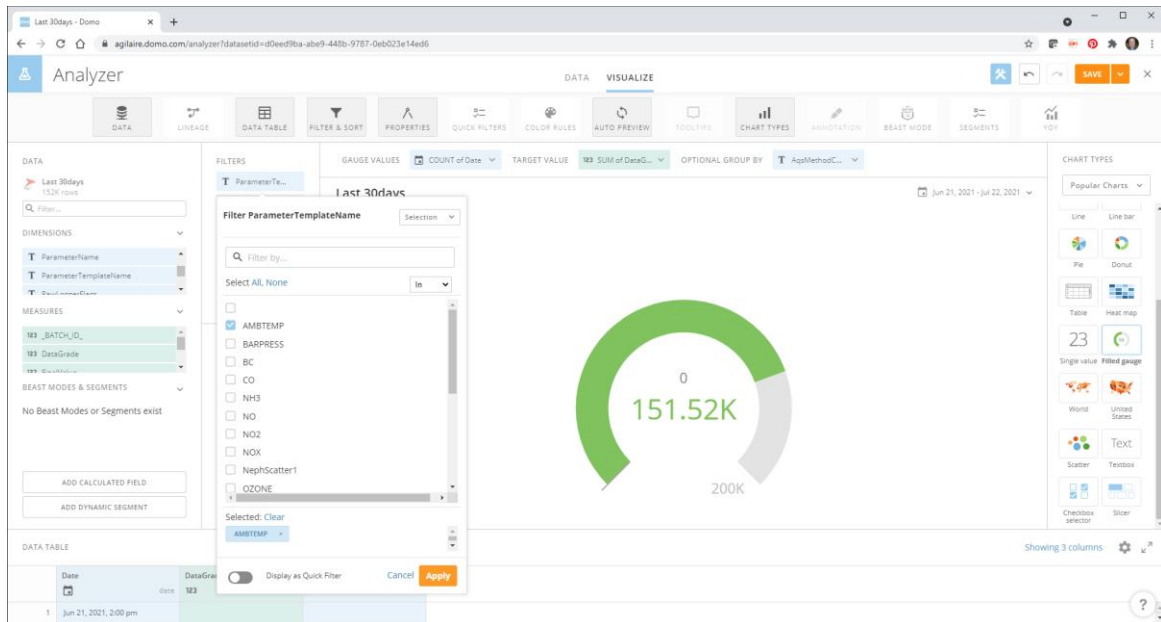 Last 30days - Domo
agilaire.domo.com/analyzer?datasetid=d0eed9ba-abe9-448b-9787-0eb023e14ed6
Analyzer
DATA VISUALIZE
SAVE
DATA LINEAGE DATA TABLE FILTER & SORT PROPERTIES QUICK FILTERS COLOR RULES AUTO PREVIEW TOOLTIPS CHART TYPES ANNOTATION BEAST MODE SEGMENTS YOY
DATA
Last 30days
152K rows
Filter...
DIMENSIONS
T ParameterName
T ParameterTemplateName
MEASURES
123 _BATCH_ID_
123 DataGrade
123 FinalValue
BEAST MODES & SEGMENTS
No Beast Modes or Segments exist
ADD CALCULATED FIELD
ADD DYNAMIC SEGMENT
FILTERS
T ParameterTe...
GAUGE VALUES COUNT of Date TARGET VALUE 123 SUM of DataG... OPTIONAL GROUP BY T AqsMethodC...
Last 30days
Jun 21, 2021 - Jul 22, 2021
Filter ParameterTemplateName Selection
Filter by...
Select All, None In
AMBTEMP
BARPRESS
BC
CO
NH3
NO
NO2
NOX
NephScatter1
OZONE
Selected: Clear
AMBTEMP ×
Display as Quick Filter Cancel Apply
0
151.52K
200K
CHART TYPES
Popular Charts
Line Line bar
Pie Donut
Table Heat map
23
Single value Filled gauge
World United States
Text
Scatter Textbox
Checkbox selector Slicer
DATA TABLE
Showing 3 columns
Date date DataGra 123
1 Jun 21, 2021, 2:00 pm
?